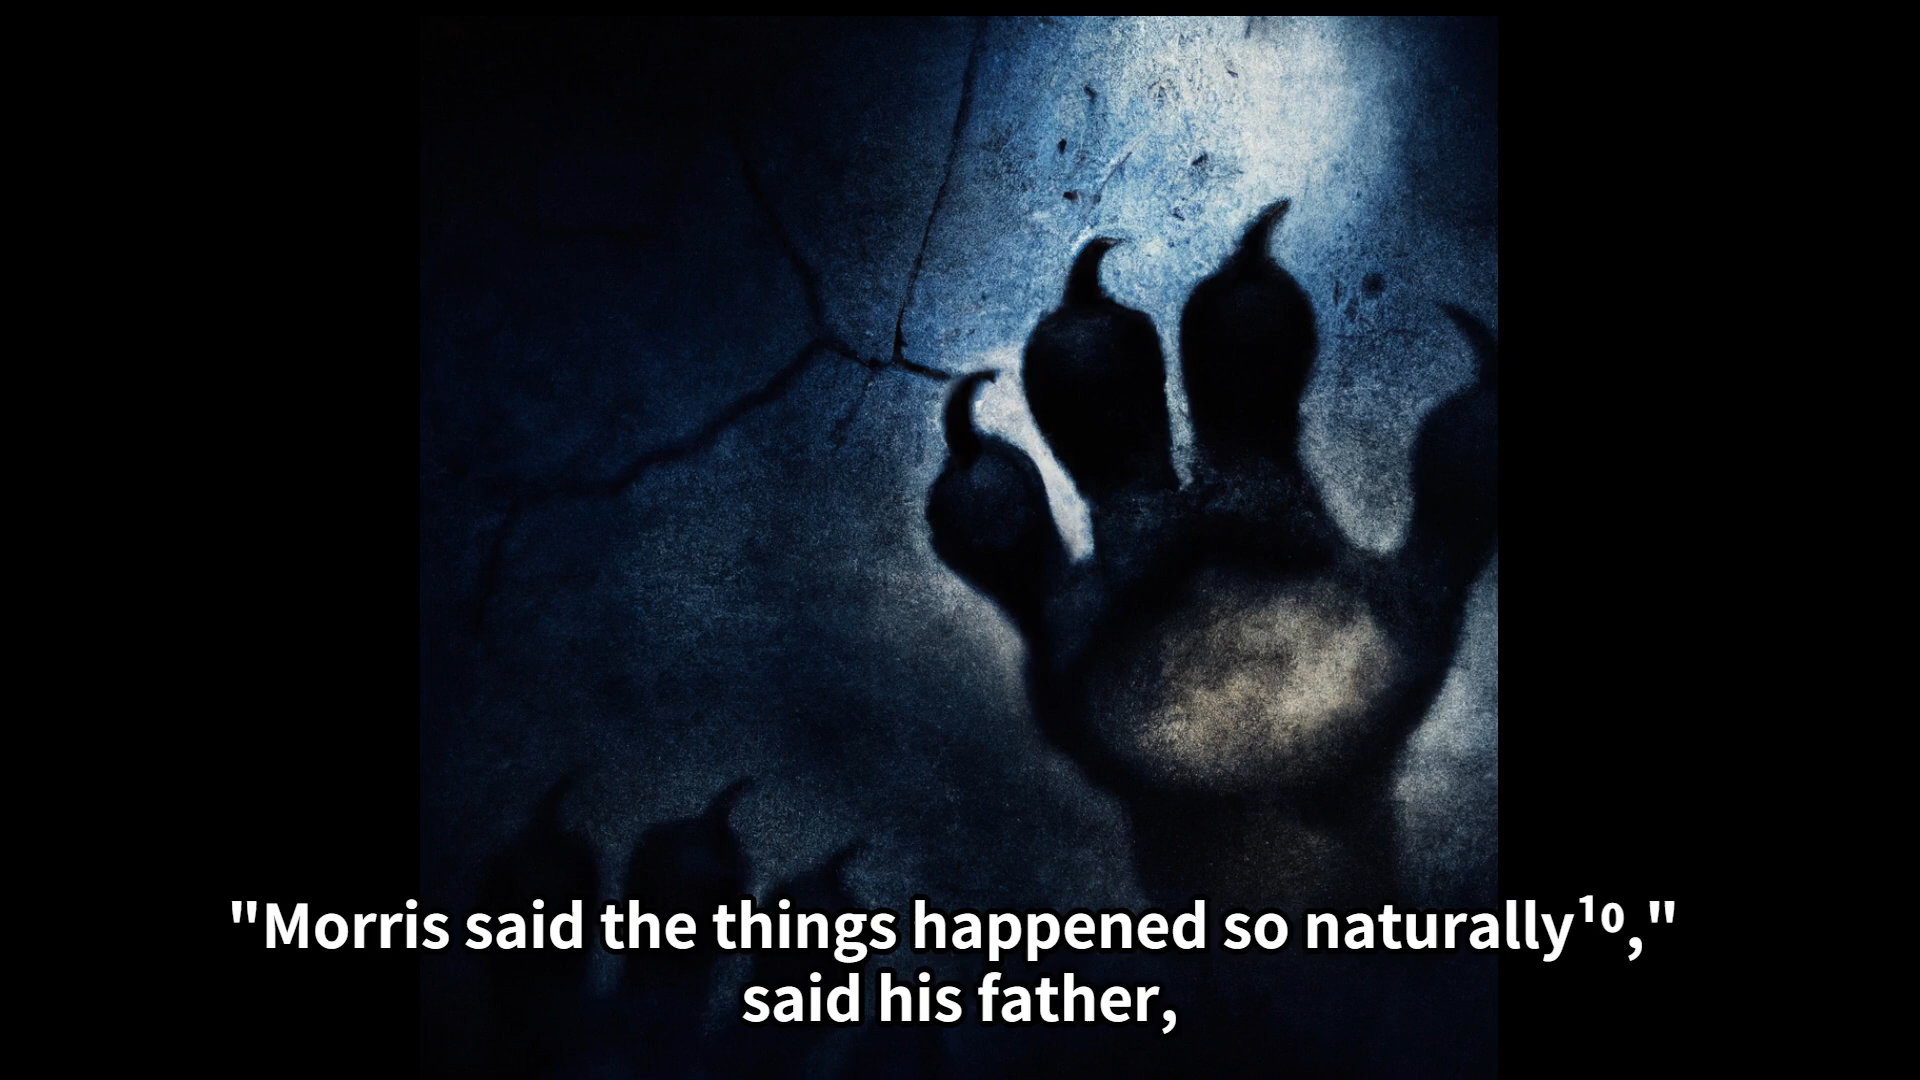 "Morris said the things happened so naturally¹⁰,"
said his father,